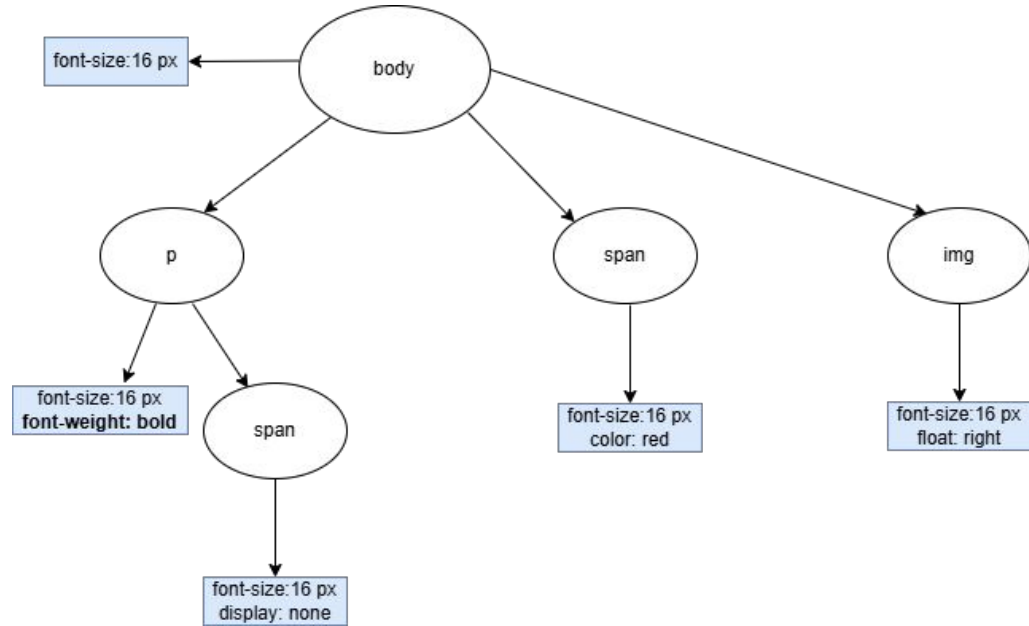 body
font-size:16 px
p
span
img
font-size:16 px
font-weight: bold
span
font-size:16 px
color: red
font-size:16 px
float: right
font-size:16 px
display: none